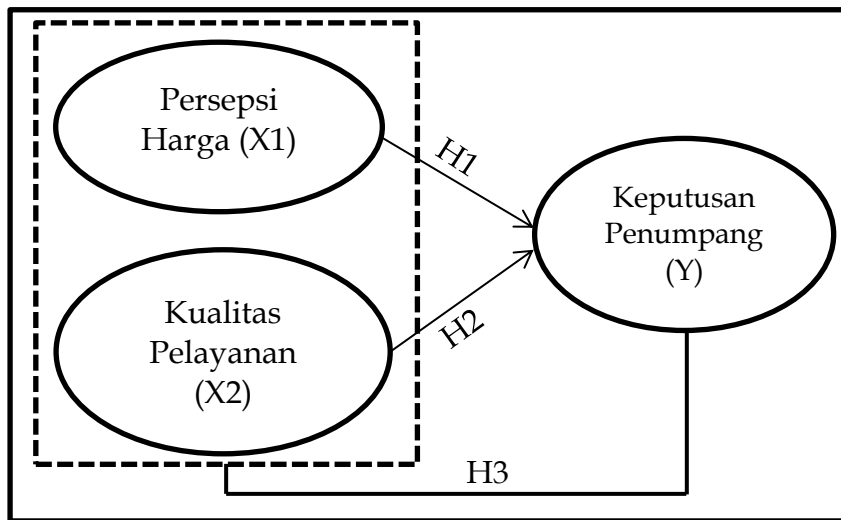 Persepsi
Harga (X1)
H1
Keputusan
Penumpang
(Y)
Kualitas
Pelayanan
(X2)
H2
H3